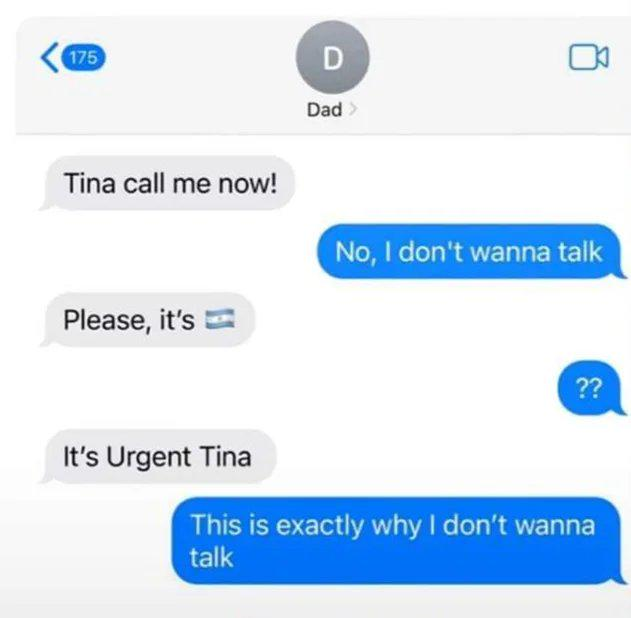 175
D
Dad
Tina call me now!
No, I don't wanna talk
Please, it's 🇦🇷
??
It's Urgent Tina
This is exactly why I don’t wanna
talk